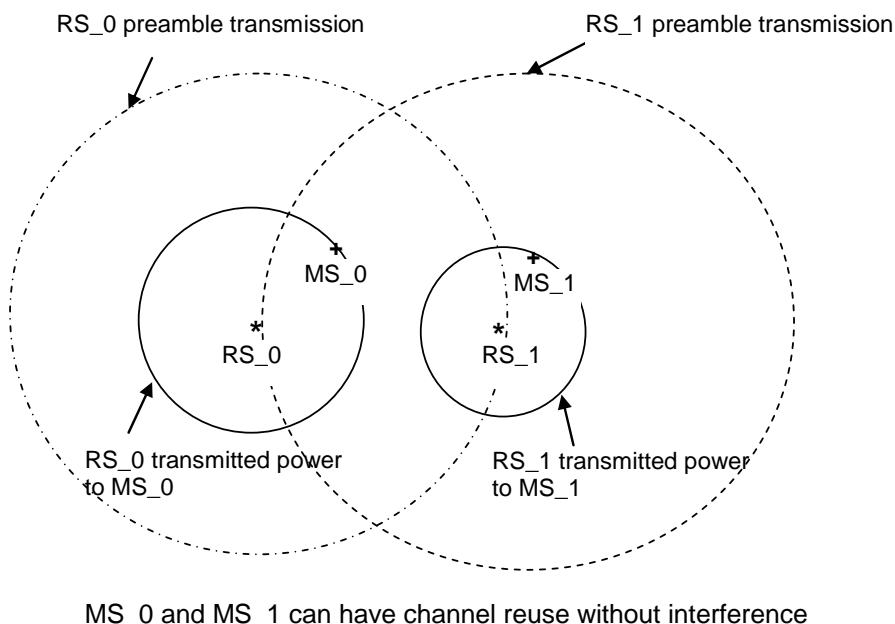 RS_0 preamble transmission
RS_1 preamble transmission
+
MS_0
+
MS_1
*
RS_0
*
RS_1
RS_0 transmitted power
to MS_0
RS_1 transmitted power
to MS_1
MS_0 and MS_1 can have channel reuse without interference